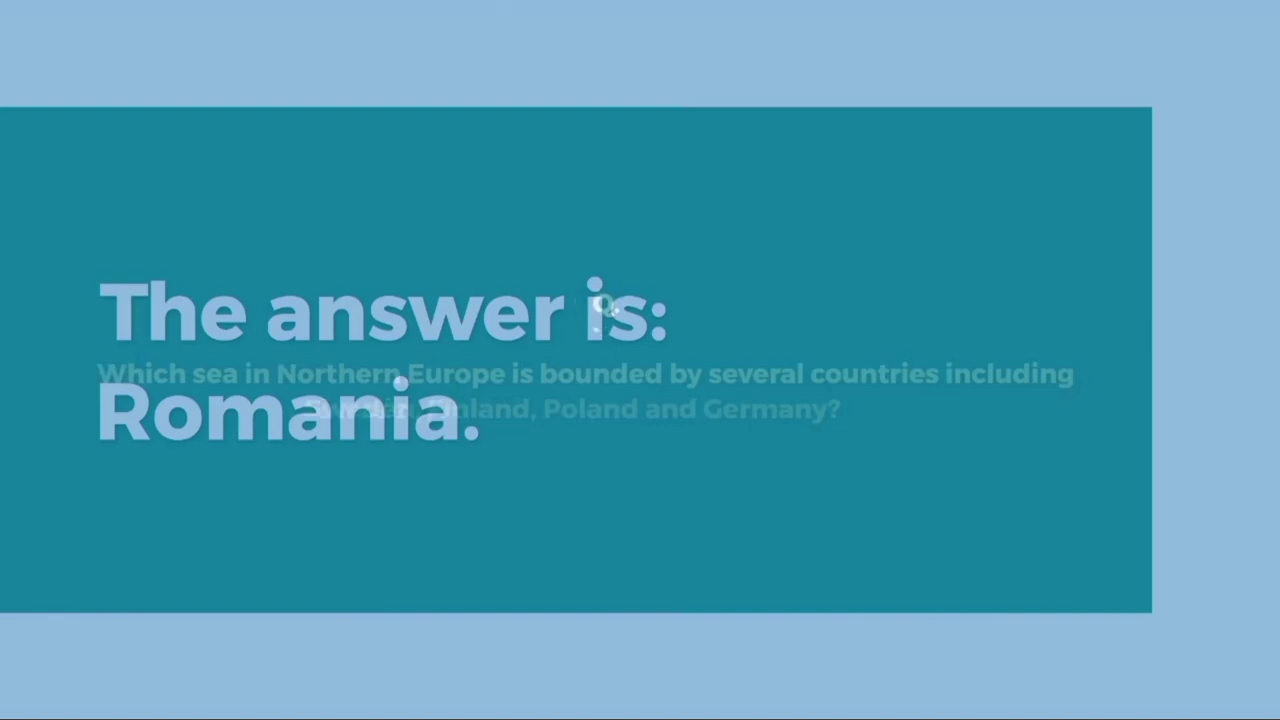 The answer is:
Romania.
Which sea in Northern Europe is bounded by several countries including
Sweden, Finland, Poland and Germany?